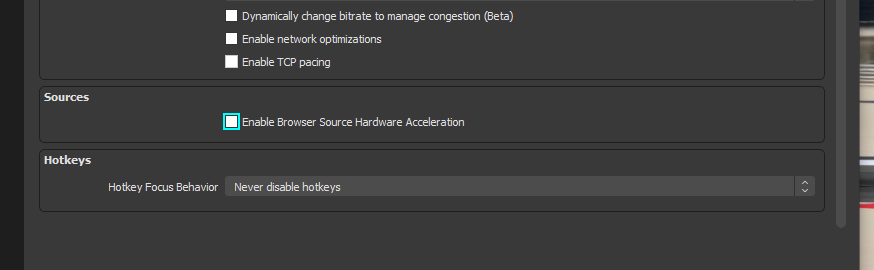 Dynamically change bitrate to manage congestion (Beta)
Enable network optimizations
Enable TCP pacing
Sources
Enable Browser Source Hardware Acceleration
Hotkeys
Hotkey Focus Behavior Never disable hotkeys